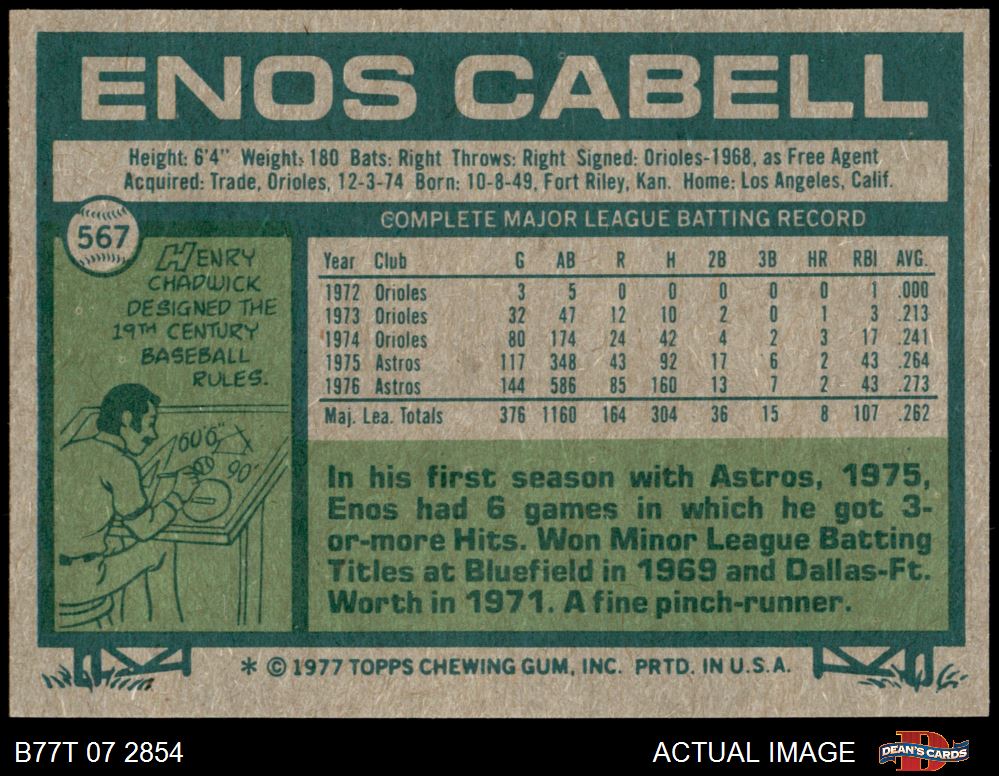 ENOS CABELL
Height: 6'4" Weight: 180 Bats: Right Throws: Right Signed: Orioles-1968, as Free Agent
Acquired: Trade, Orioles, 12-3-74 Born: 10-8-49, Fort Riley, Kan. Home: Los Angeles, Calif.
567
HENRY
CHADWICK
DESIGNED THE
19TH CENTURY
BASEBALL
RULES.
60'6"
90'
COMPLETE MAJOR LEAGUE BATTING RECORD
Year Club G AB R H 2B 3B HR RBI AVG.
1972 Orioles 3 5 0 0 0 0 0 1 .000
1973 Orioles 32 47 12 10 2 0 1 3 .213
1974 Orioles 80 174 24 42 4 2 3 17 .241
1975 Astros 117 348 43 92 17 6 2 43 .264
1976 Astros 144 586 85 160 13 7 2 43 .273
Maj. Lea. Totals 376 1160 164 304 36 15 8 107 .262
In his first season with Astros, 1975,
Enos had 6 games in which he got 3-
or-more Hits. Won Minor League Batting
Titles at Bluefield in 1969 and Dallas-Ft.
Worth in 1971. A fine pinch-runner.
* © 1977 TOPPS CHEWING GUM, INC. PRTD. IN U.S.A.
B77T 07 2854
ACTUAL IMAGE
D
DEAN'S CARDS